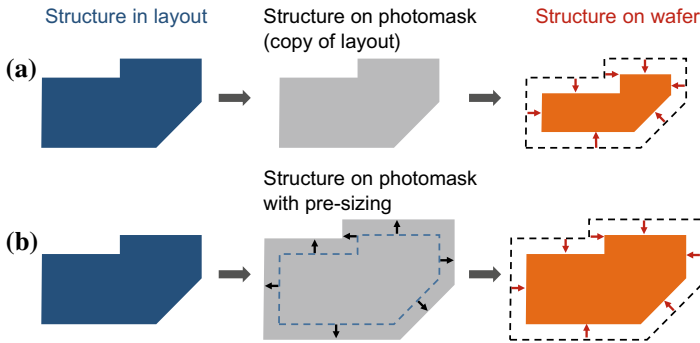 Structure in layout
Structure on photomask
(copy of layout)
Structure on wafer
(a)
Structure on photomask
with pre-sizing
(b)